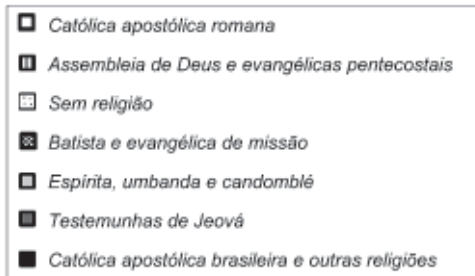 Católica apostólica romana
Assembleia de Deus e evangélicas pentecostais
Sem religião
Batista e evangélica de missão
Espírita, umbanda e candomblé
Testemunhas de Jeová
Católica apostólica brasileira e outras religiões